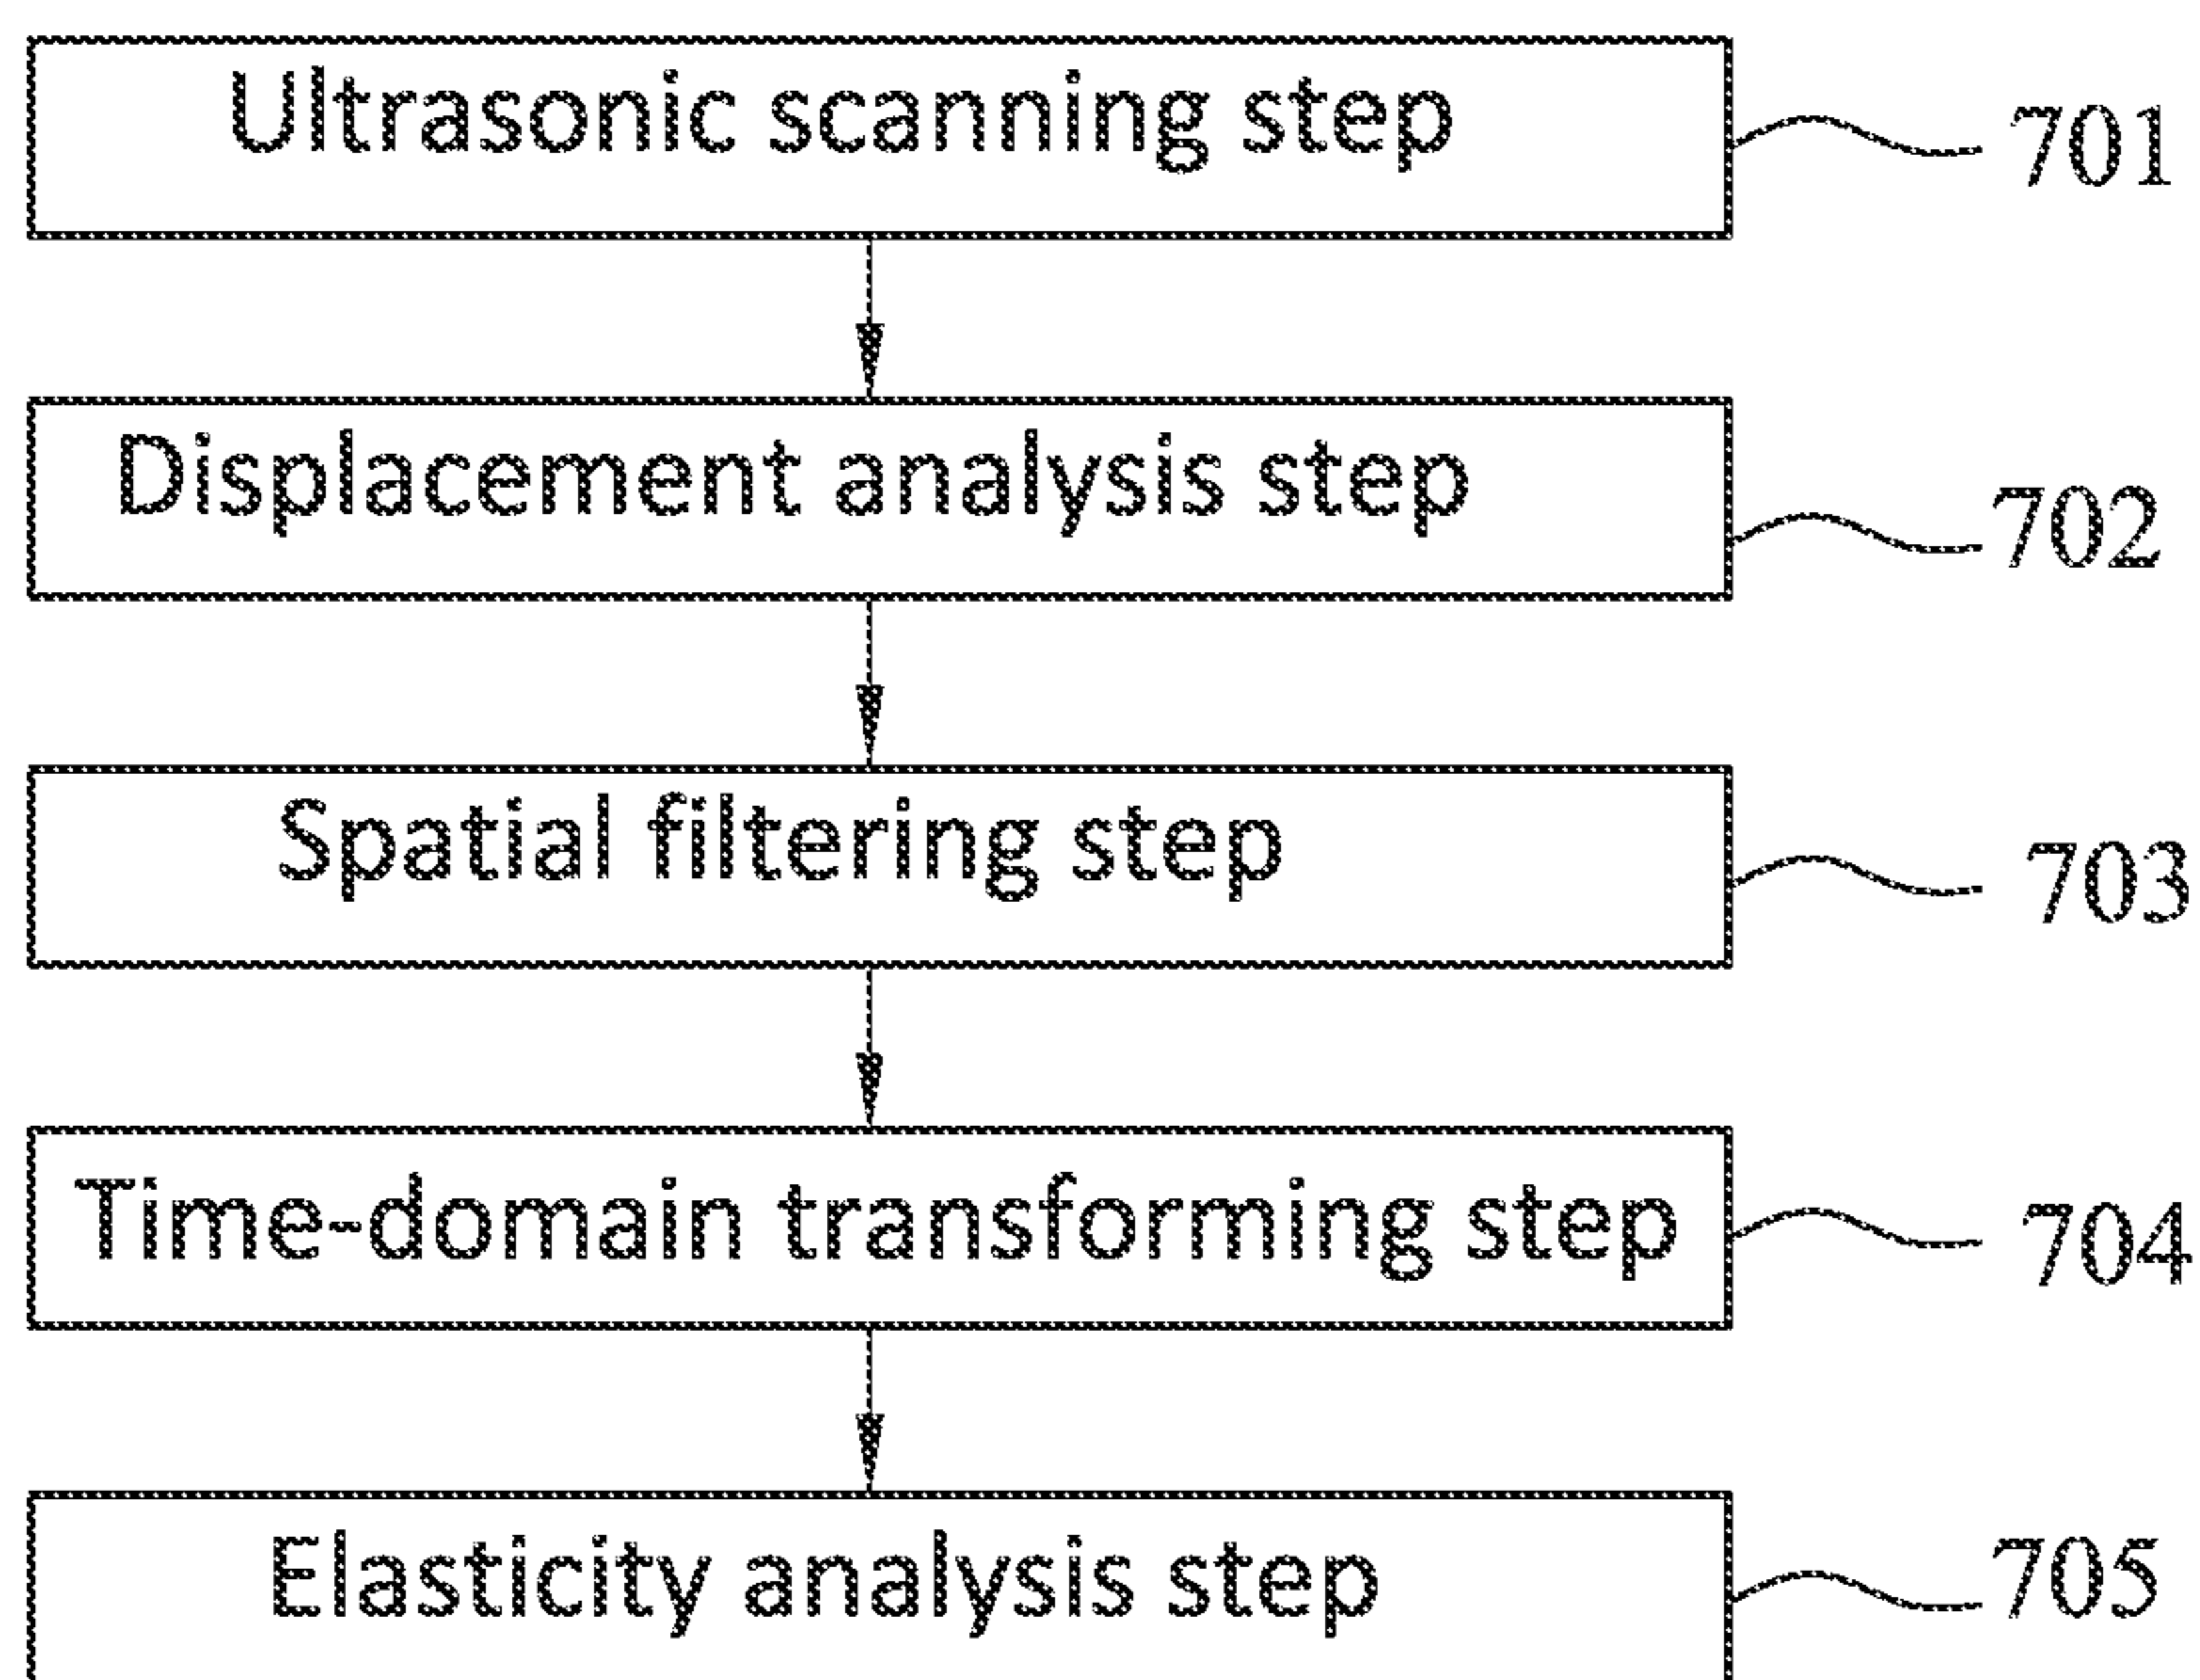 Ultrasonic scanning step
701
Displacement analysis step
702
Spatial filtering step
703
Time-domain transforming step
704
Elasticity analysis step
705